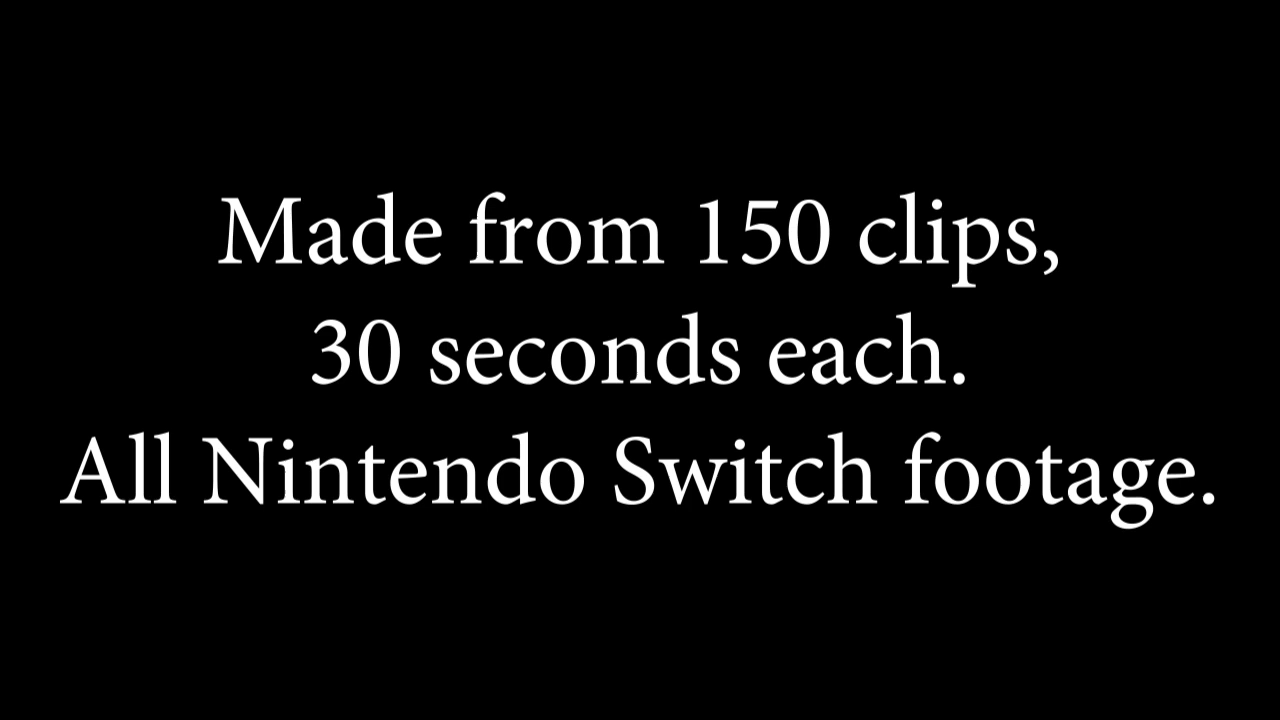 Made from 150 clips,
30 seconds each.
All Nintendo Switch footage.